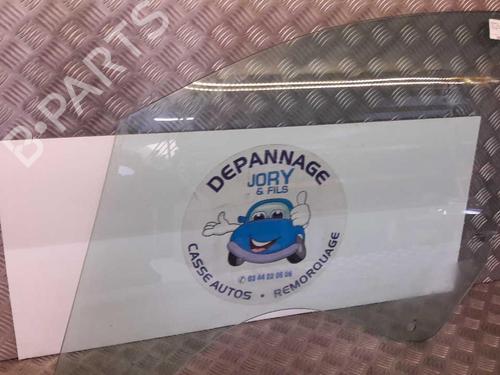 B-PARTS
DEPANNAGE
JORY
& FILS
CASSE AUTOS • REMORQUAGE